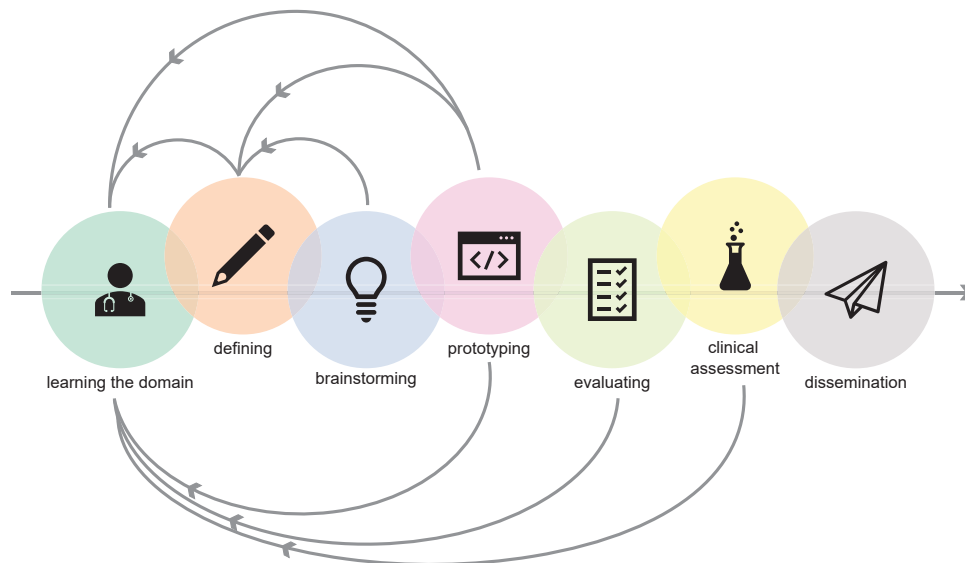 learning the domain
defining
brainstorming
</>
prototyping
evaluating
clinical
assessment
dissemination